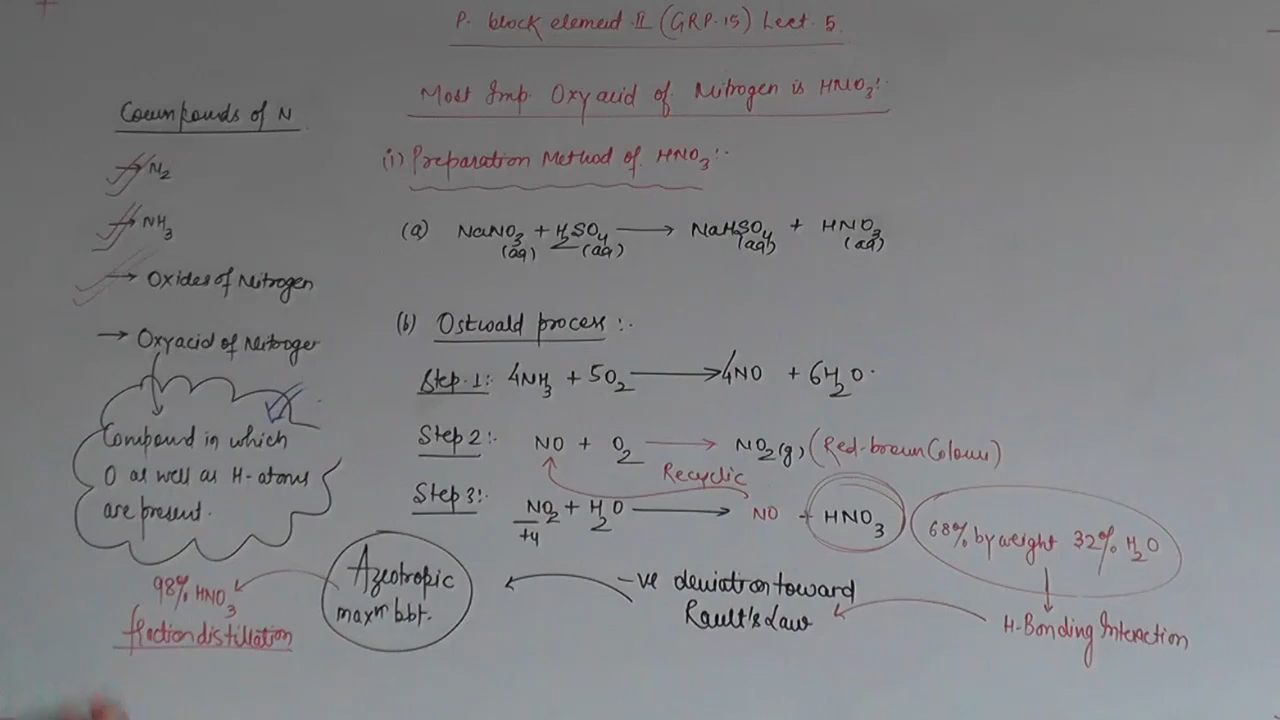 P. block element II (GRP.15) Lect. 5.
Most Imp. Oxyacid of Nitrogen is HNO3:-
Compounds of N
→ N2
→ NH3
→ Oxides of Nitrogen
→ Oxyacid of Nitrogen
Compound in which
O as well as H-atoms
are present.
(1) Preparation Method of HNO3:-
(a) NaNO3 (aq) + H2SO4 (aq) → NaHSO4 (aq) + HNO3 (aq)
(b) Ostwald process:-
Step.1:- 4NH3 + 5O2 → 4NO + 6H2O.
Step 2:- NO + O2 → NO2(g) (Red-brown Colour)
Recyclic
Step 3:- NO2 + H2O → NO + HNO3
+4
68% by weight 32% H2O
H-Bonding Interaction
-ve deviation toward
Rault's Law
Azeotropic
maxm bpt.
98% HNO3
fraction distillation